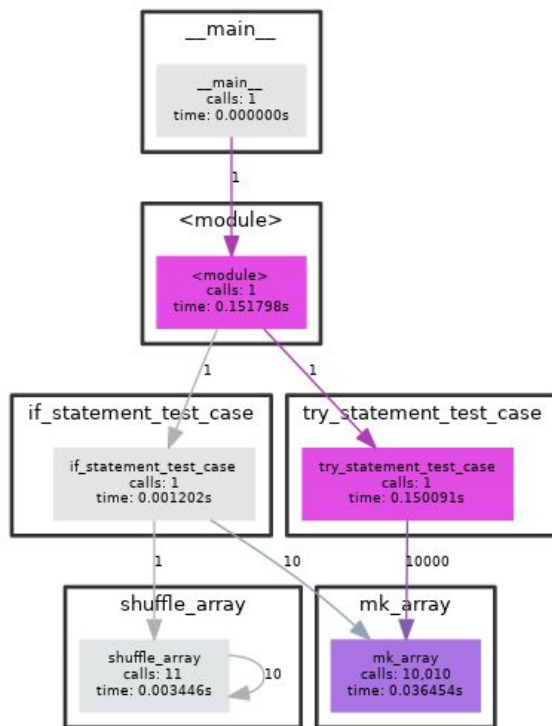 __main__
__main__
calls: 1
time: 0.000000s
1
<module>
<module>
calls: 1
time: 0.151798s
1
1
if_statement_test_case
if_statement_test_case
calls: 1
time: 0.001202s
try_statement_test_case
try_statement_test_case
calls: 1
time: 0.150091s
1
10
10000
shuffle_array
shuffle_array
calls: 11
time: 0.003446s
10
mk_array
mk_array
calls: 10,010
time: 0.036454s